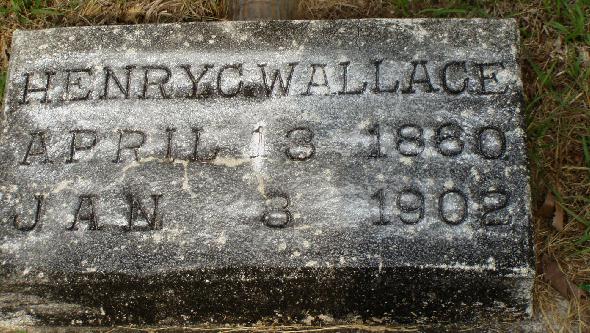 HENRY C. WALLACE
APRIL 13 1880
JAN 3 1902